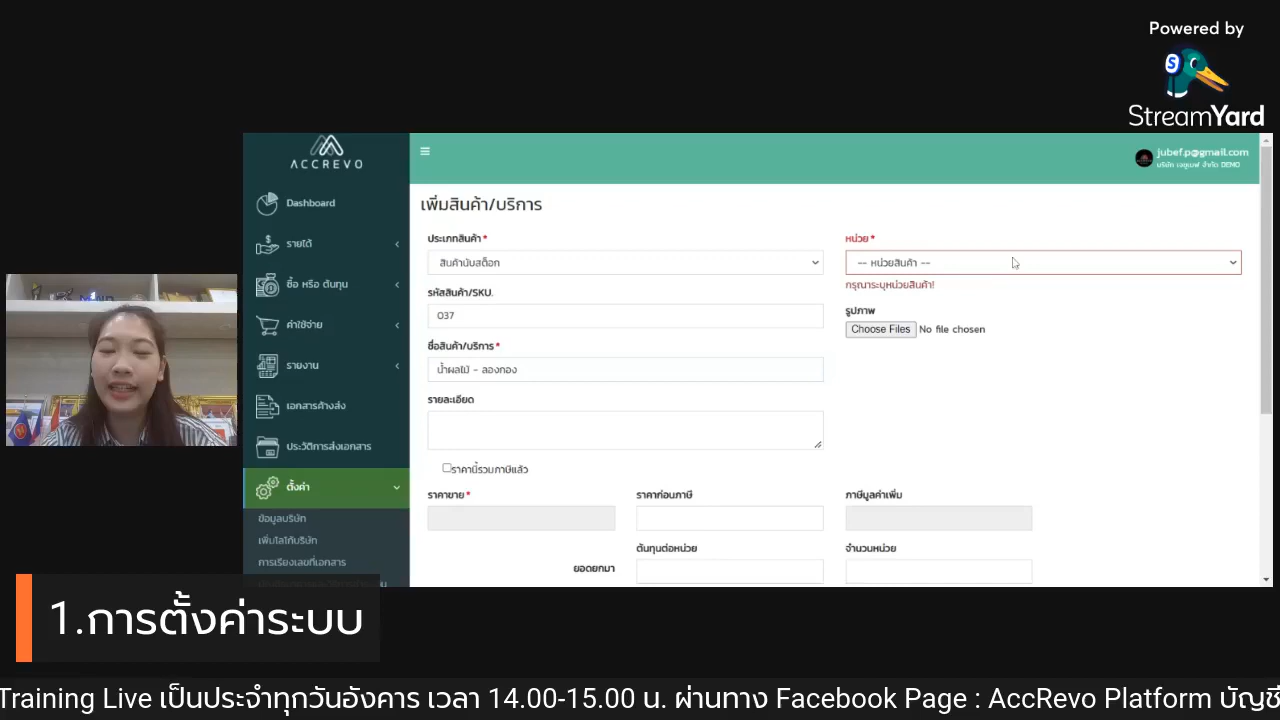 Powered by
StreamYard
ACCREVO
jubef.p@gmail.com
บริษัท เจยูเบฟ จำกัด DEMO
Dashboard
รายได้
ซื้อ หรือ ต้นทุน
ค่าใช้จ่าย
รายงาน
เอกสารค้างส่ง
ประวัติการส่งเอกสาร
ตั้งค่า
ข้อมูลบริษัท
เพิ่มโลโก้บริษัท
การเรียงเลขที่เอกสาร
เพิ่มสินค้า/บริการ
ประเภทสินค้า *
สินค้านับสต็อก
รหัสสินค้า/SKU.
037
ชื่อสินค้า/บริการ *
น้ำผลไม้ - ลองกอง
รายละเอียด
ราคานี้รวมภาษีแล้ว
ราคาขาย *
ราคาก่อนภาษี
ภาษีมูลค่าเพิ่ม
ต้นทุนต่อหน่วย
จำนวนหน่วย
ยอดยกมา
หน่วย *
-- หน่วยสินค้า --
กรุณาระบุหน่วยสินค้า!
รูปภาพ
Choose Files No file chosen
1.การตั้งค่าระบบ
Training Live เป็นประจำทุกวันอังคาร เวลา 14.00-15.00 น. ผ่านทาง Facebook Page : AccRevo Platform บัญชี